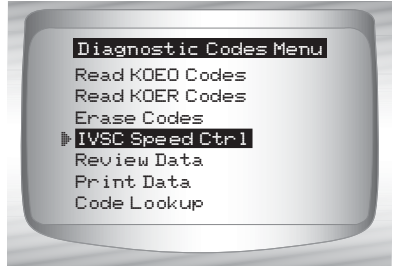 Diagnostic Codes Menu
Read KOEO Codes
Read KOER Codes
Erase Codes
IVSC Speed Ctrl
Review Data
Print Data
Code Lookup